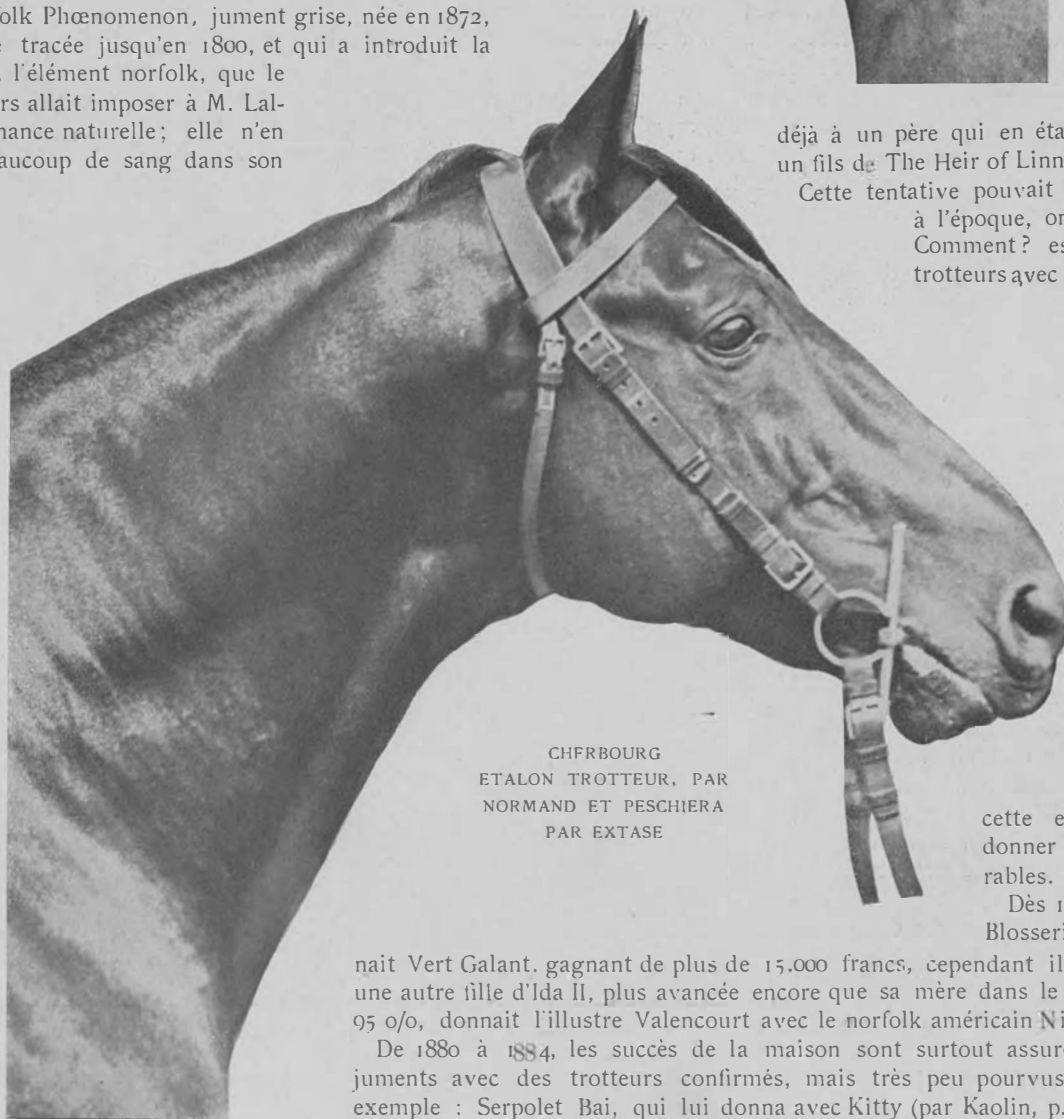 olk Phœnomenon, jument grise, née en 1872,
tracée jusqu'en 1800, et qui a introduit la
l'élément norfolk, que le
rs allait imposer à M. Lal-
nance naturelle; elle n'en
aucoup de sang dans son
déjà à un père qui en éta
un fils de The Heir of Linn
Cette tentative pouvait
à l'époque, on
Comment? es
trotteurs avec
CHERBOURG
ETALON TROTTEUR, PAR
NORMAND ET PESCHIERA
PAR EXTASE
cette e
donner
rables.
Dès 1
Blosseri
nait Vert Galant. gagnant de plus de 15.000 francs, cependant il
une autre fille d'Ida II, plus avancée encore que sa mère dans le
95 o/o, donnait l'illustre Valencourt avec le norfolk américain Ni
De 1880 à 1884, les succès de la maison sont surtout assur
juments avec des trotteurs confirmés, mais très peu pourvus
exemple : Serpolet Bai, qui lui donna avec Kitty (par Kaolin, p